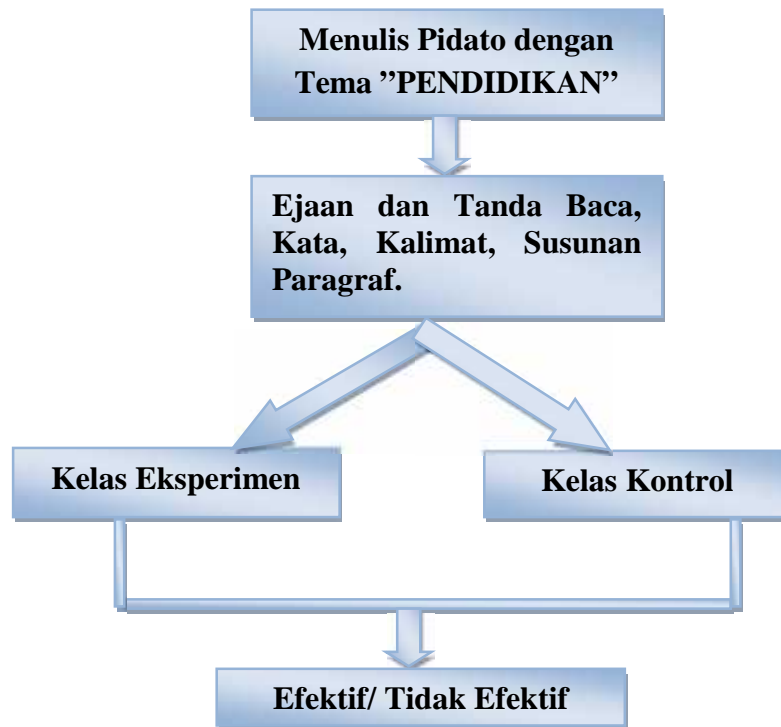 Menulis Pidato dengan
Tema ”PENDIDIKAN”
Ejaan dan Tanda Baca,
Kata, Kalimat, Susunan
Paragraf.
Kelas Eksperimen
Kelas Kontrol
Efektif/ Tidak Efektif